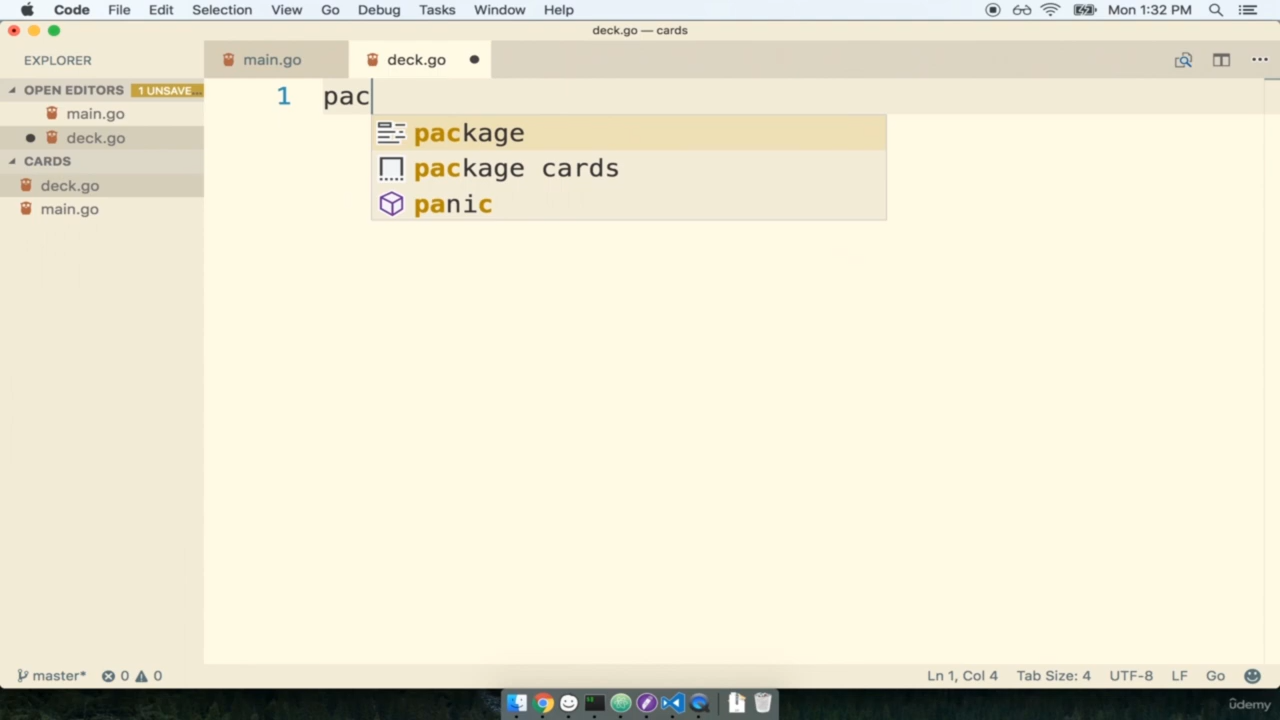 Code File Edit Selection View Go Debug Tasks Window Help Mon 1:32 PM
deck.go — cards
EXPLORER
main.go
deck.go
OPEN EDITORS
1 UNSAVE...
main.go
deck.go
CARDS
deck.go
main.go
1 pac
package
package cards
panic
master* 0 0 Ln 1, Col 4 Tab Size: 4 UTF-8 LF Go
ûdemy